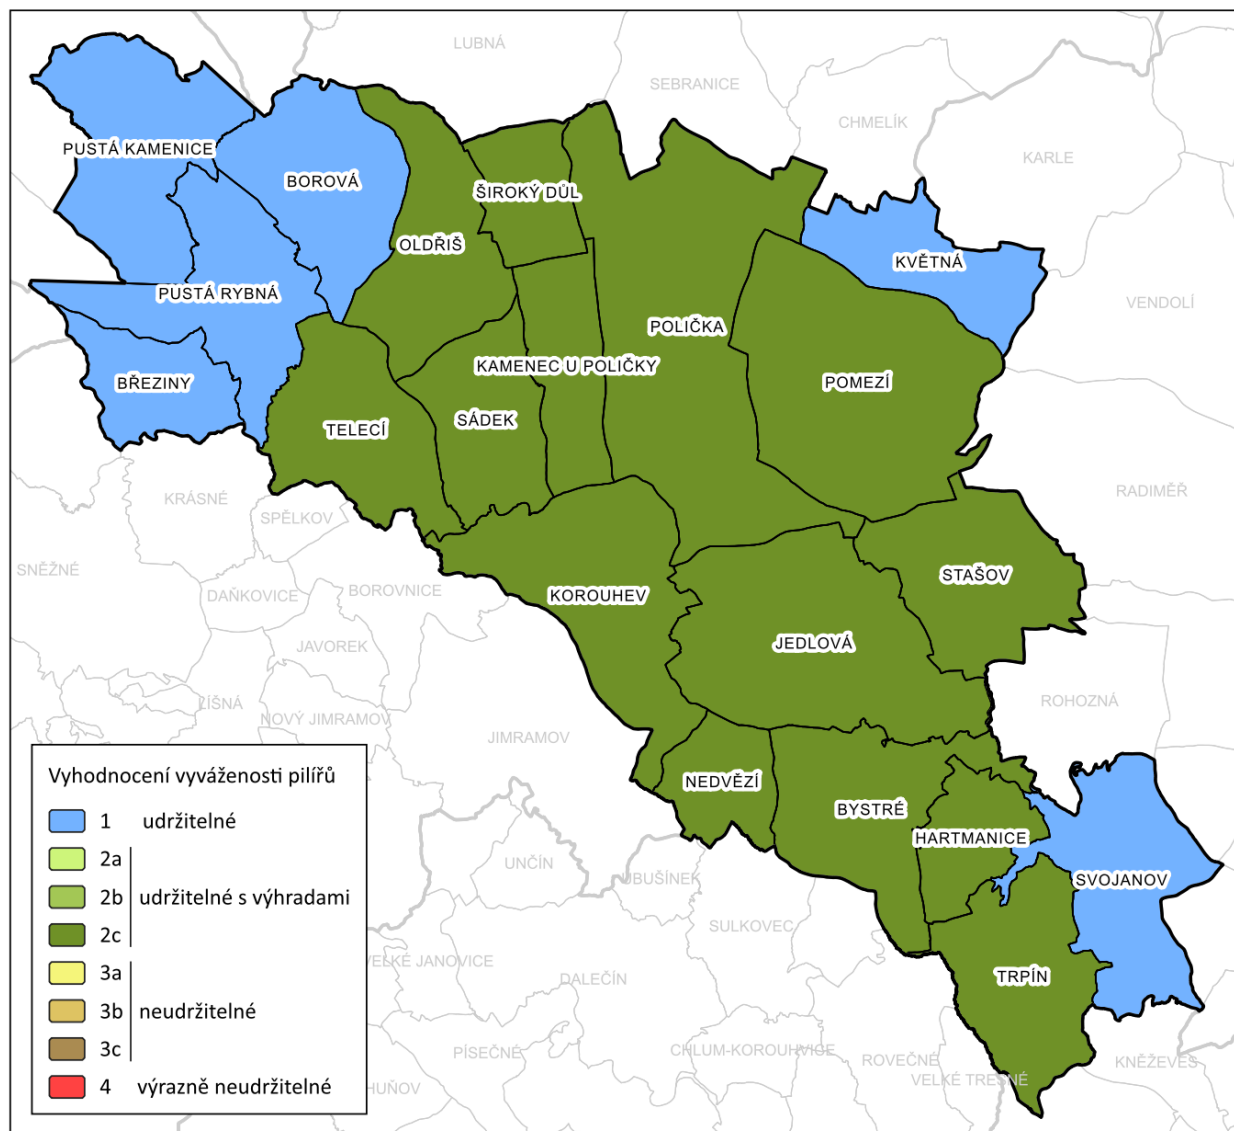 LUBNÁ
SEBRANICE
CHMELÍK
KARLE
PUSTÁ KAMENICE
BOROVÁ
ŠIROKÝ DŮL
OLDŘIŠ
KVĚTNÁ
PUSTÁ RYBNÁ
VENDOLÍ
POLIČKA
KAMENEC U POLIČKY
BŘEZINY
POMEZÍ
SÁDEK
TELECÍ
KRÁSNÉ
RADIMĚŘ
SPĚLKOV
SNĚŽNÉ
STAŠOV
BOROVNICE
DAŇKOVICE
KOROUHEV
JAVOREK
JEDLOVÁ
LÍŠNÁ
ROHOZNÁ
NOVÝ JIMRAMOV
JIMRAMOV
NEDVĚZÍ
BYSTRÉ
HARTMANICE
UNČÍN
UBUŠÍNEK
SVOJANOV
SULKOVEC
VELKÉ JANOVICE
DALEČÍN
TRPÍN
PÍSEČNÉ
CHLUM-KOROUHVICE
ROVEČNÉ
KNĚŽEVES
VELKÉ TRESNÉ
HUŇOV
Vyhodnocení vyváženosti pilířů
1 udržitelné
2a
2b udržitelné s výhradami
2c
3a
3b neudržitelné
3c
4 výrazně neudržitelné